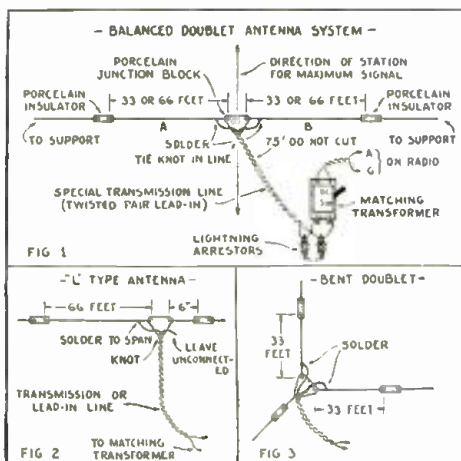 - BALANCED DOUBLET ANTENNA SYSTEM -
PORCELAIN
JUNCTION BLOCK
DIRECTION OF STATION
FOR MAXIMUM SIGNAL
PORCELAIN
INSULATOR
33 OR 66 FEET
33 OR 66 FEET
PORCELAIN
INSULATOR
A
B
TO SUPPORT
TO SUPPORT
SOLDER
TIE KNOT IN LINE
75' DO NOT CUT
SPECIAL TRANSMISSION LINE
(TWISTED PAIR LEAD-IN)
A
G
ON RADIO
MATCHING
TRANSFORMER
LIGHTNING
ARRESTORS
FIG 1
-"L" TYPE ANTENNA-
66 FEET
6"
SOLDER TO SPAN
KNOT
LEAVE
UNCONNECT-
ED
TRANSMISSION OR
LEAD-IN LINE
TO MATCHING
TRANSFORMER
FIG 2
-BENT DOUBLET-
33
FEET
SOLDER
33 FEET
FIG 3